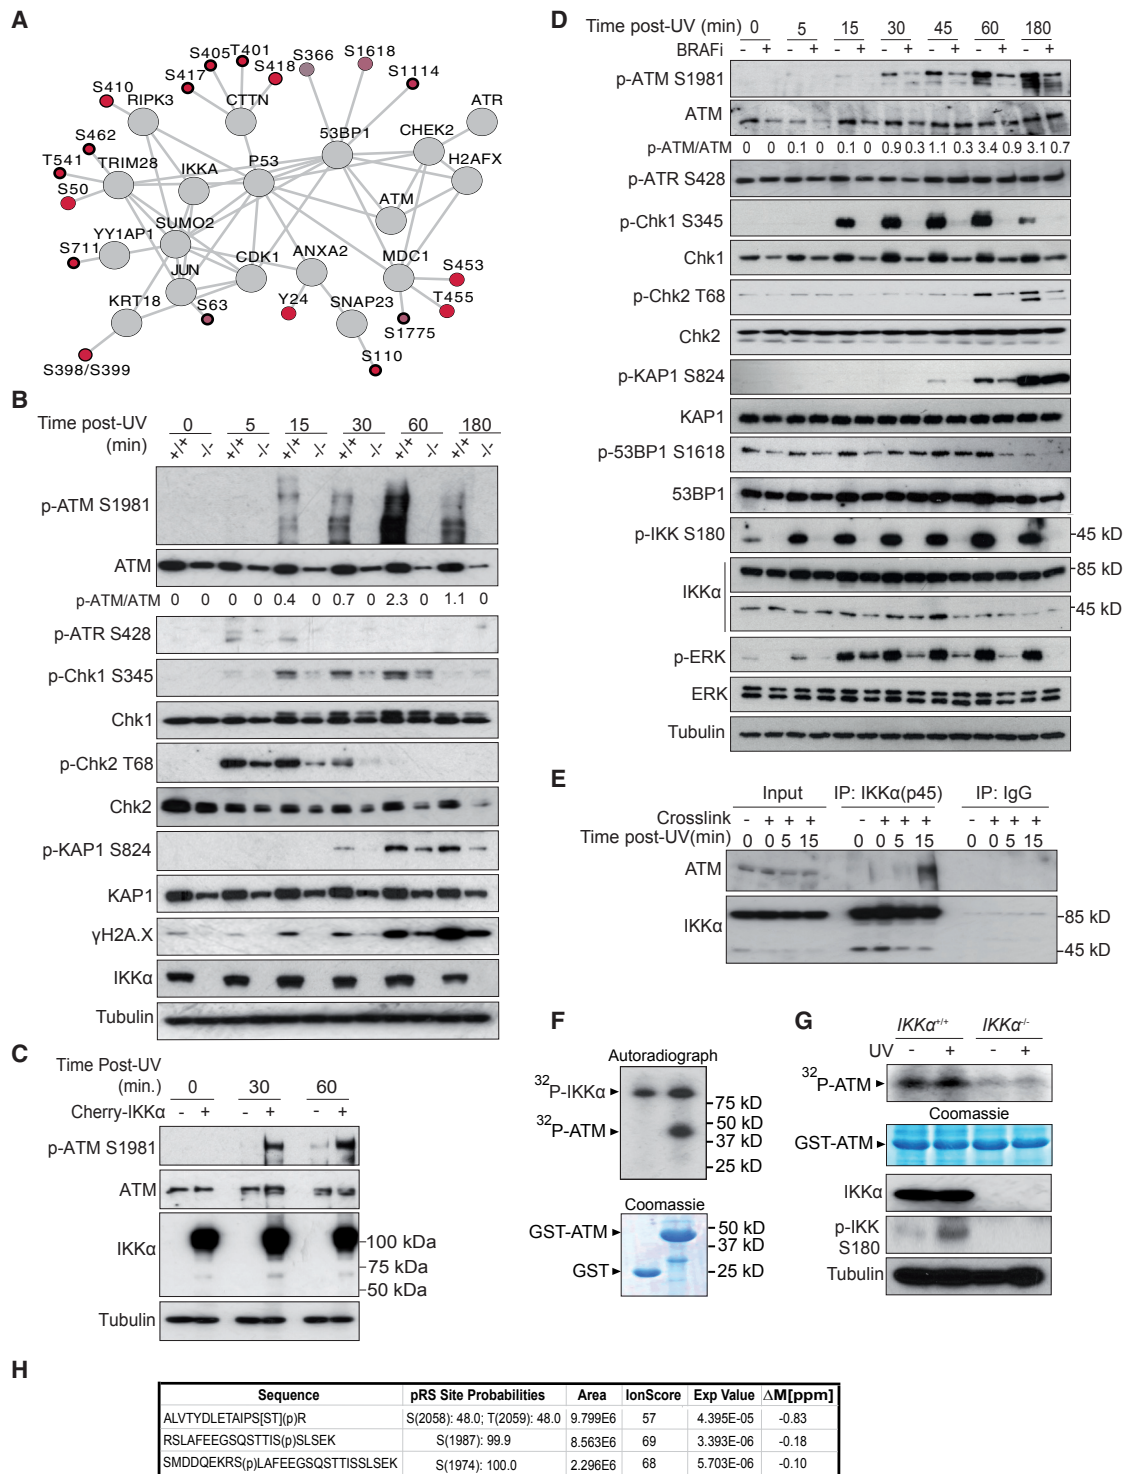 A
S405
T401
S366
S1618
S417
S418
S1114
S410
RIPK3
CTTN
ATR
S462
53BP1
CHEK2
T541
TRIM28
IKKA
P53
H2AFX
S50
ATM
SUMO2
YY1AP1
S711
JUN
CDK1
ANXA2
MDC1
S453
KRT18
S63
Y24
SNAP23
T455
S1775
S398/S399
S110
B
Time post-UV (min) 0 5 15 30 60 180
+/+ -/- +/+ -/- +/+ -/- +/+ -/- +/+ -/- +/+ -/-
p-ATM S1981
ATM
p-ATM/ATM 0 0 0 0 0.4 0 0.7 0 2.3 0 1.1 0
p-ATR S428
p-Chk1 S345
Chk1
p-Chk2 T68
Chk2
p-KAP1 S824
KAP1
γH2A.X
IKKα
Tubulin
C
Time Post-UV (min.) 0 30 60
Cherry-IKKα - + - + - +
p-ATM S1981
ATM
IKKα
100 kDa
75 kDa
50 kDa
Tubulin
D
Time post-UV (min) 0 5 15 30 45 60 180
BRAFi - + - + - + - + - + - + - +
p-ATM S1981
ATM
p-ATM/ATM 0 0 0.1 0 0.1 0 0.9 0.3 1.1 0.3 3.4 0.9 3.1 0.7
p-ATR S428
p-Chk1 S345
Chk1
p-Chk2 T68
Chk2
p-KAP1 S824
KAP1
p-53BP1 S1618
53BP1
p-IKK S180 -45 kD
IKKα -85 kD
-45 kD
p-ERK
ERK
Tubulin
E
Input IP: IKKα(p45) IP: IgG
Crosslink - + + + - + + + - + + +
Time post-UV(min) 0 0 5 15 0 0 5 15 0 0 5 15
ATM
IKKα -85 kD
-45 kD
F
Autoradiograph
32P-IKKα
75 kD
32P-ATM
50 kD
37 kD
25 kD
Coomassie
GST-ATM
50 kD
37 kD
GST
25 kD
G
IKKα+/+ IKKα-/-
UV - + - +
32P-ATM
Coomassie
GST-ATM
IKKα
p-IKK S180
Tubulin
H
Sequence pRS Site Probabilities Area IonScore Exp Value ΔM[ppm]
ALVTYDLETAIPS[ST](p)R S(2058): 48.0; T(2059): 48.0 9.799E6 57 4.395E-05 -0.83
RSLAFEEGSQSTTIS(p)SLSEK S(1987): 99.9 8.563E6 69 3.393E-06 -0.18
SMDDQEKRS(p)LAFEEGSQSTTISSLSEK S(1974): 100.0 2.296E6 68 5.703E-06 -0.10